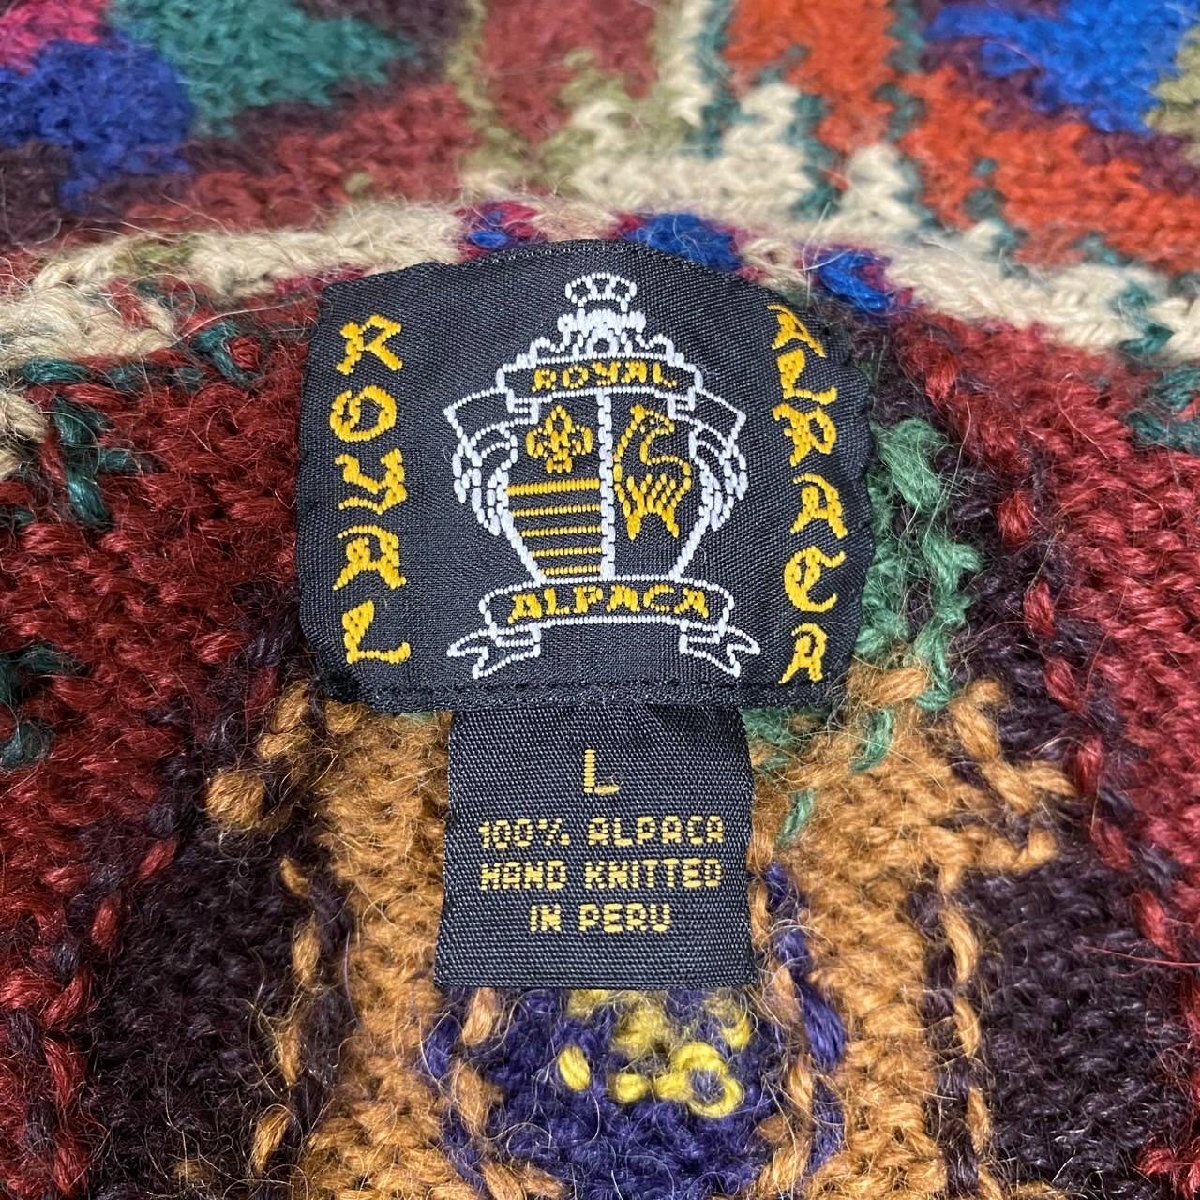 ROYAL
ROYAL
ALPACA
ALPACA
L
100% ALPACA
HAND KNITTED
IN PERU